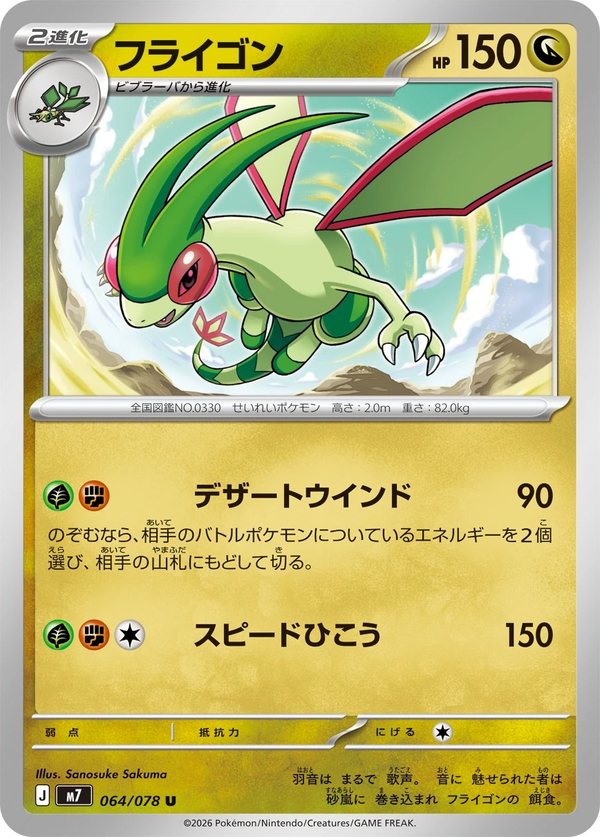 2進化
フライゴン
HP 150
ビブラーバから進化
全国図鑑NO.0330 せいれいポケモン 高さ:2.0m 重さ:82.0kg
デザートウインド 90
のぞむなら、相手のバトルポケモンについているエネルギーを2個
選び、相手の山札にもどして切る。
スピードひこう 150
弱点 抵抗力 にげる
Illus. Sanosuke Sakuma
J M7 064/078 U
羽音は まるで 歌声。 音に 魅せられた者は
砂嵐に 巻き込まれ フライゴンの 餌食。
©2026 Pokémon/Nintendo/Creatures/GAME FREAK.